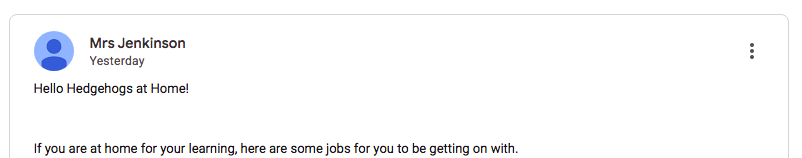 Mrs Jenkinson
Yesterday
Hello Hedgehogs at Home!
If you are at home for your learning, here are some jobs for you to be getting on with.